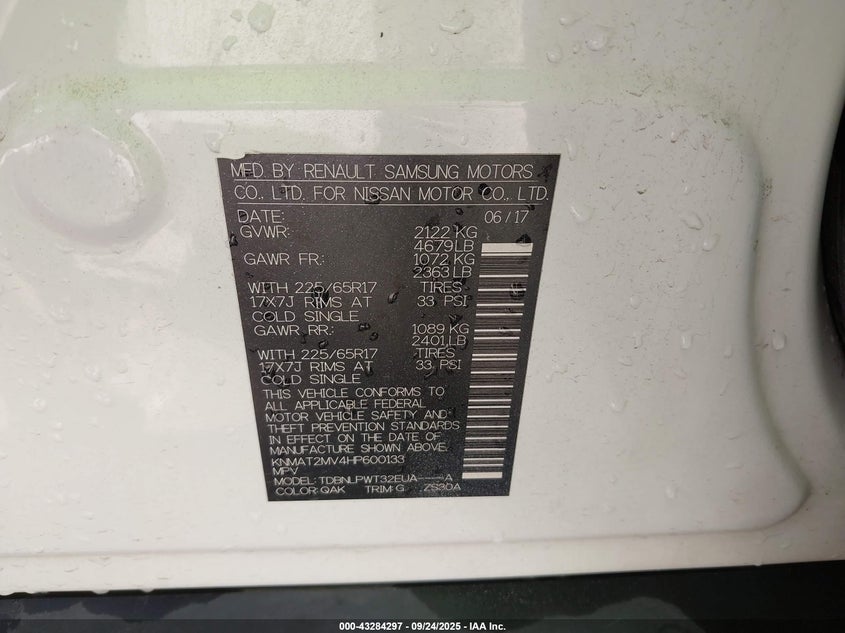 MFD. BY RENAULT SAMSUNG MOTORS
CO., LTD. FOR NISSAN MOTOR CO., LTD.
DATE: 06/17
GVWR: 2122 KG
4679LB
GAWR FR: 1072 KG
2363LB
WITH 225/65R17 TIRES
17X7J RIMS AT 33 PSI
COLD SINGLE
GAWR RR: 1089 KG
2401LB
WITH 225/65R17 TIRES
17X7J RIMS AT 33 PSI
COLD SINGLE
THIS VEHICLE CONFORMS TO
ALL APPLICABLE FEDERAL
MOTOR VEHICLE SAFETY AND
THEFT PREVENTION STANDARDS
IN EFFECT ON THE DATE OF
MANUFACTURE SHOWN ABOVE.
KNMAT2MV4HP600133
MPV
MODEL: TDBNLPWT32EUA----A
COLOR: QAK TRIM: G ZS30A
000-43284297 - 09/24/2025 - IAA Inc.